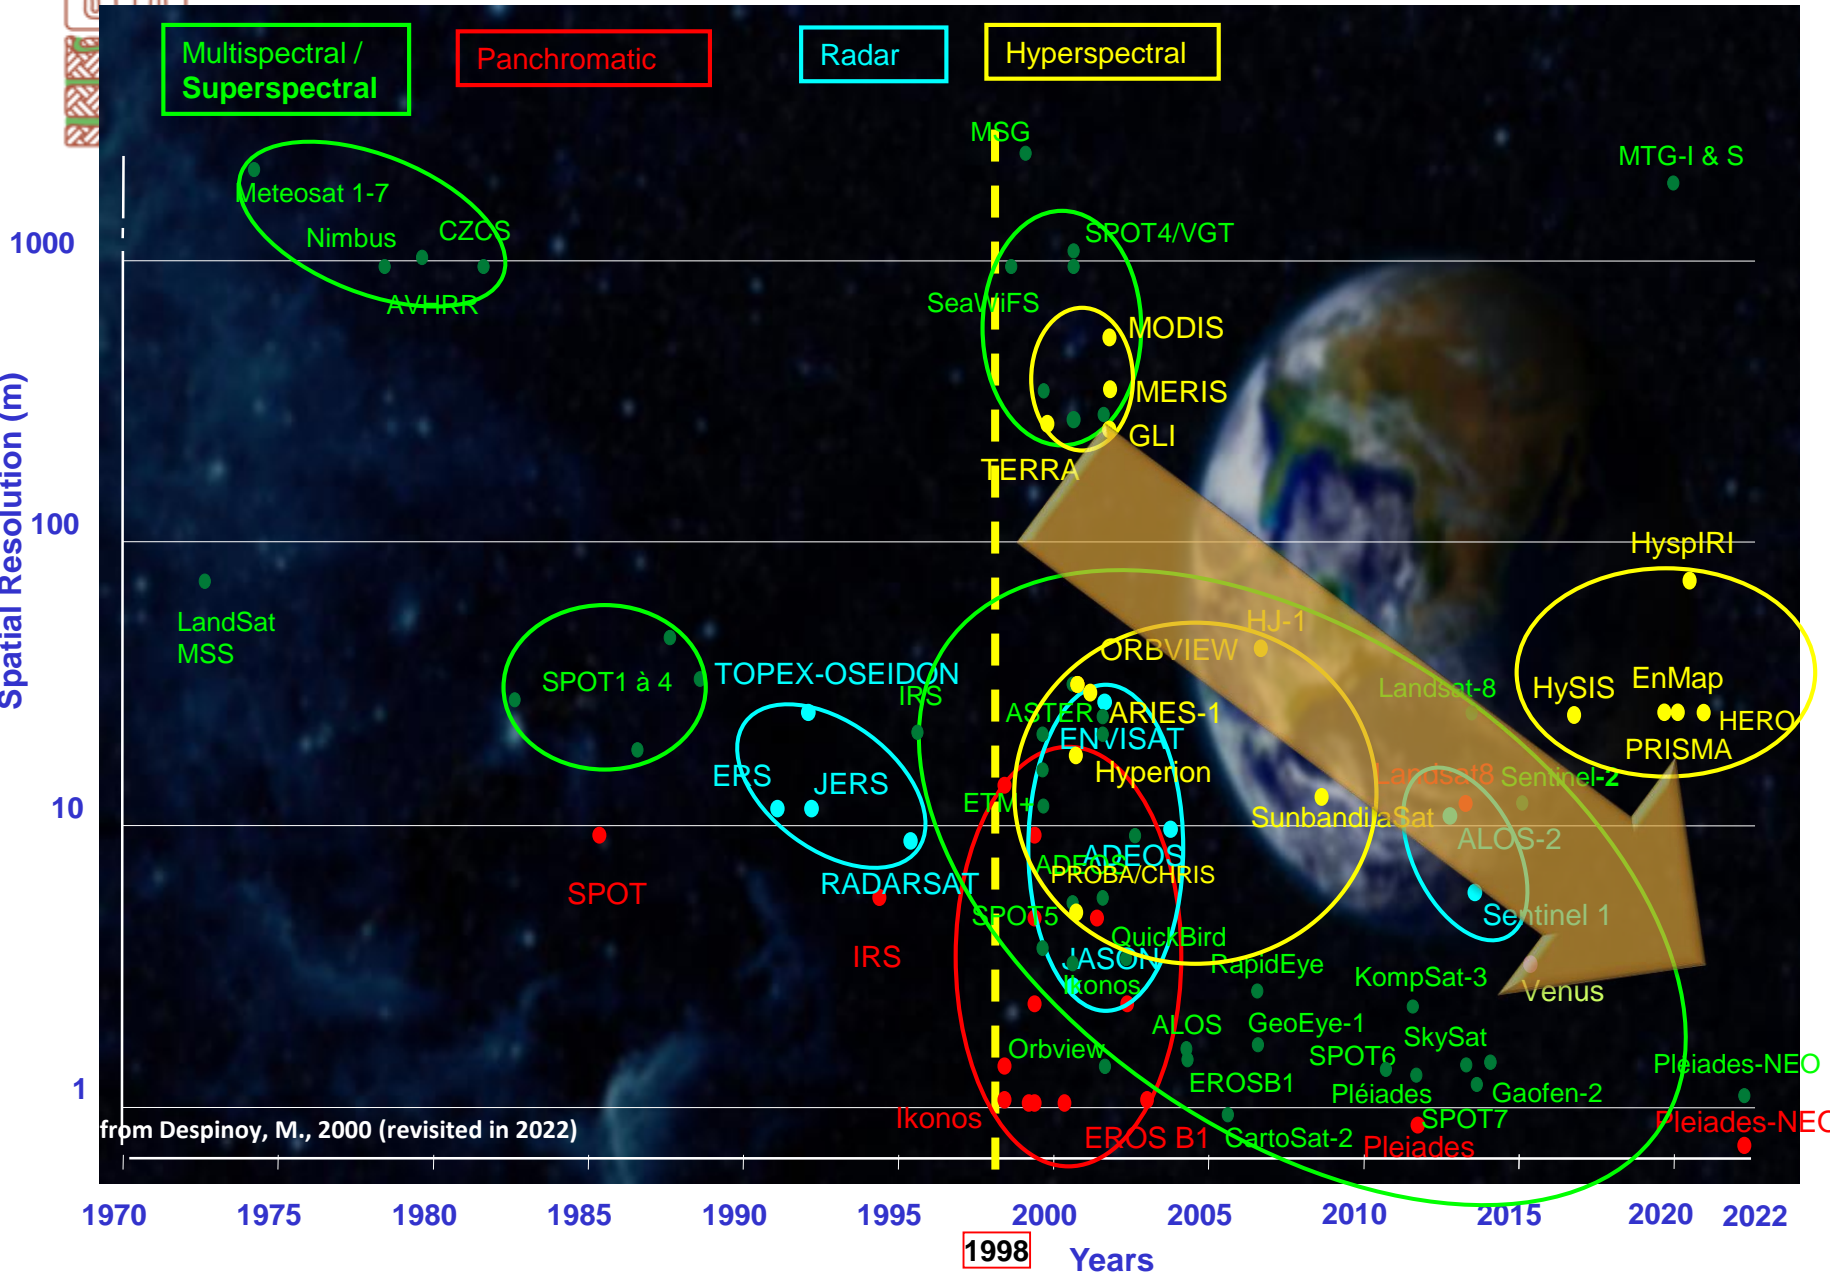 Multispectral /
Superspectral
Panchromatic
Radar
Hyperspectral
MSG
MTG-I & S
Meteosat 1-7
Nimbus
CZCS
SPOT4/VGT
1000
AVHRR
SeaWiFS
MODIS
MERIS
GLI
TERRA
Spatial Resolution (m)
100
HyspIRI
LandSat
MSS
HJ-1
ORBVIEW
SPOT1 à 4
TOPEX-OSEIDON
IRS
Landsat-8
HySIS
EnMap
ASTER
ARIES-1
HERO
ENVISAT
PRISMA
ERS
JERS
Hyperion
Landsat8
Sentinel-2
10
ETM+
SunbandilaSat
ALOS-2
ADEOS
ADEOS
PROBA/CHRIS
SPOT
RADARSAT
SPOT5
Sentinel 1
QuickBird
IRS
JASON
RapidEye
KompSat-3
Ikonos
Venus
ALOS
GeoEye-1
SkySat
Orbview
SPOT6
Pleiades-NEO
1
EROSB1
Pléiades
Gaofen-2
Ikonos
SPOT7
Pleiades-NEO
from Despinoy, M., 2000 (revisited in 2022)
EROS B1
CartoSat-2
Pleiades
1970
1975
1980
1985
1990
1995
2000
2005
2010
2015
2020
2022
1998
Years